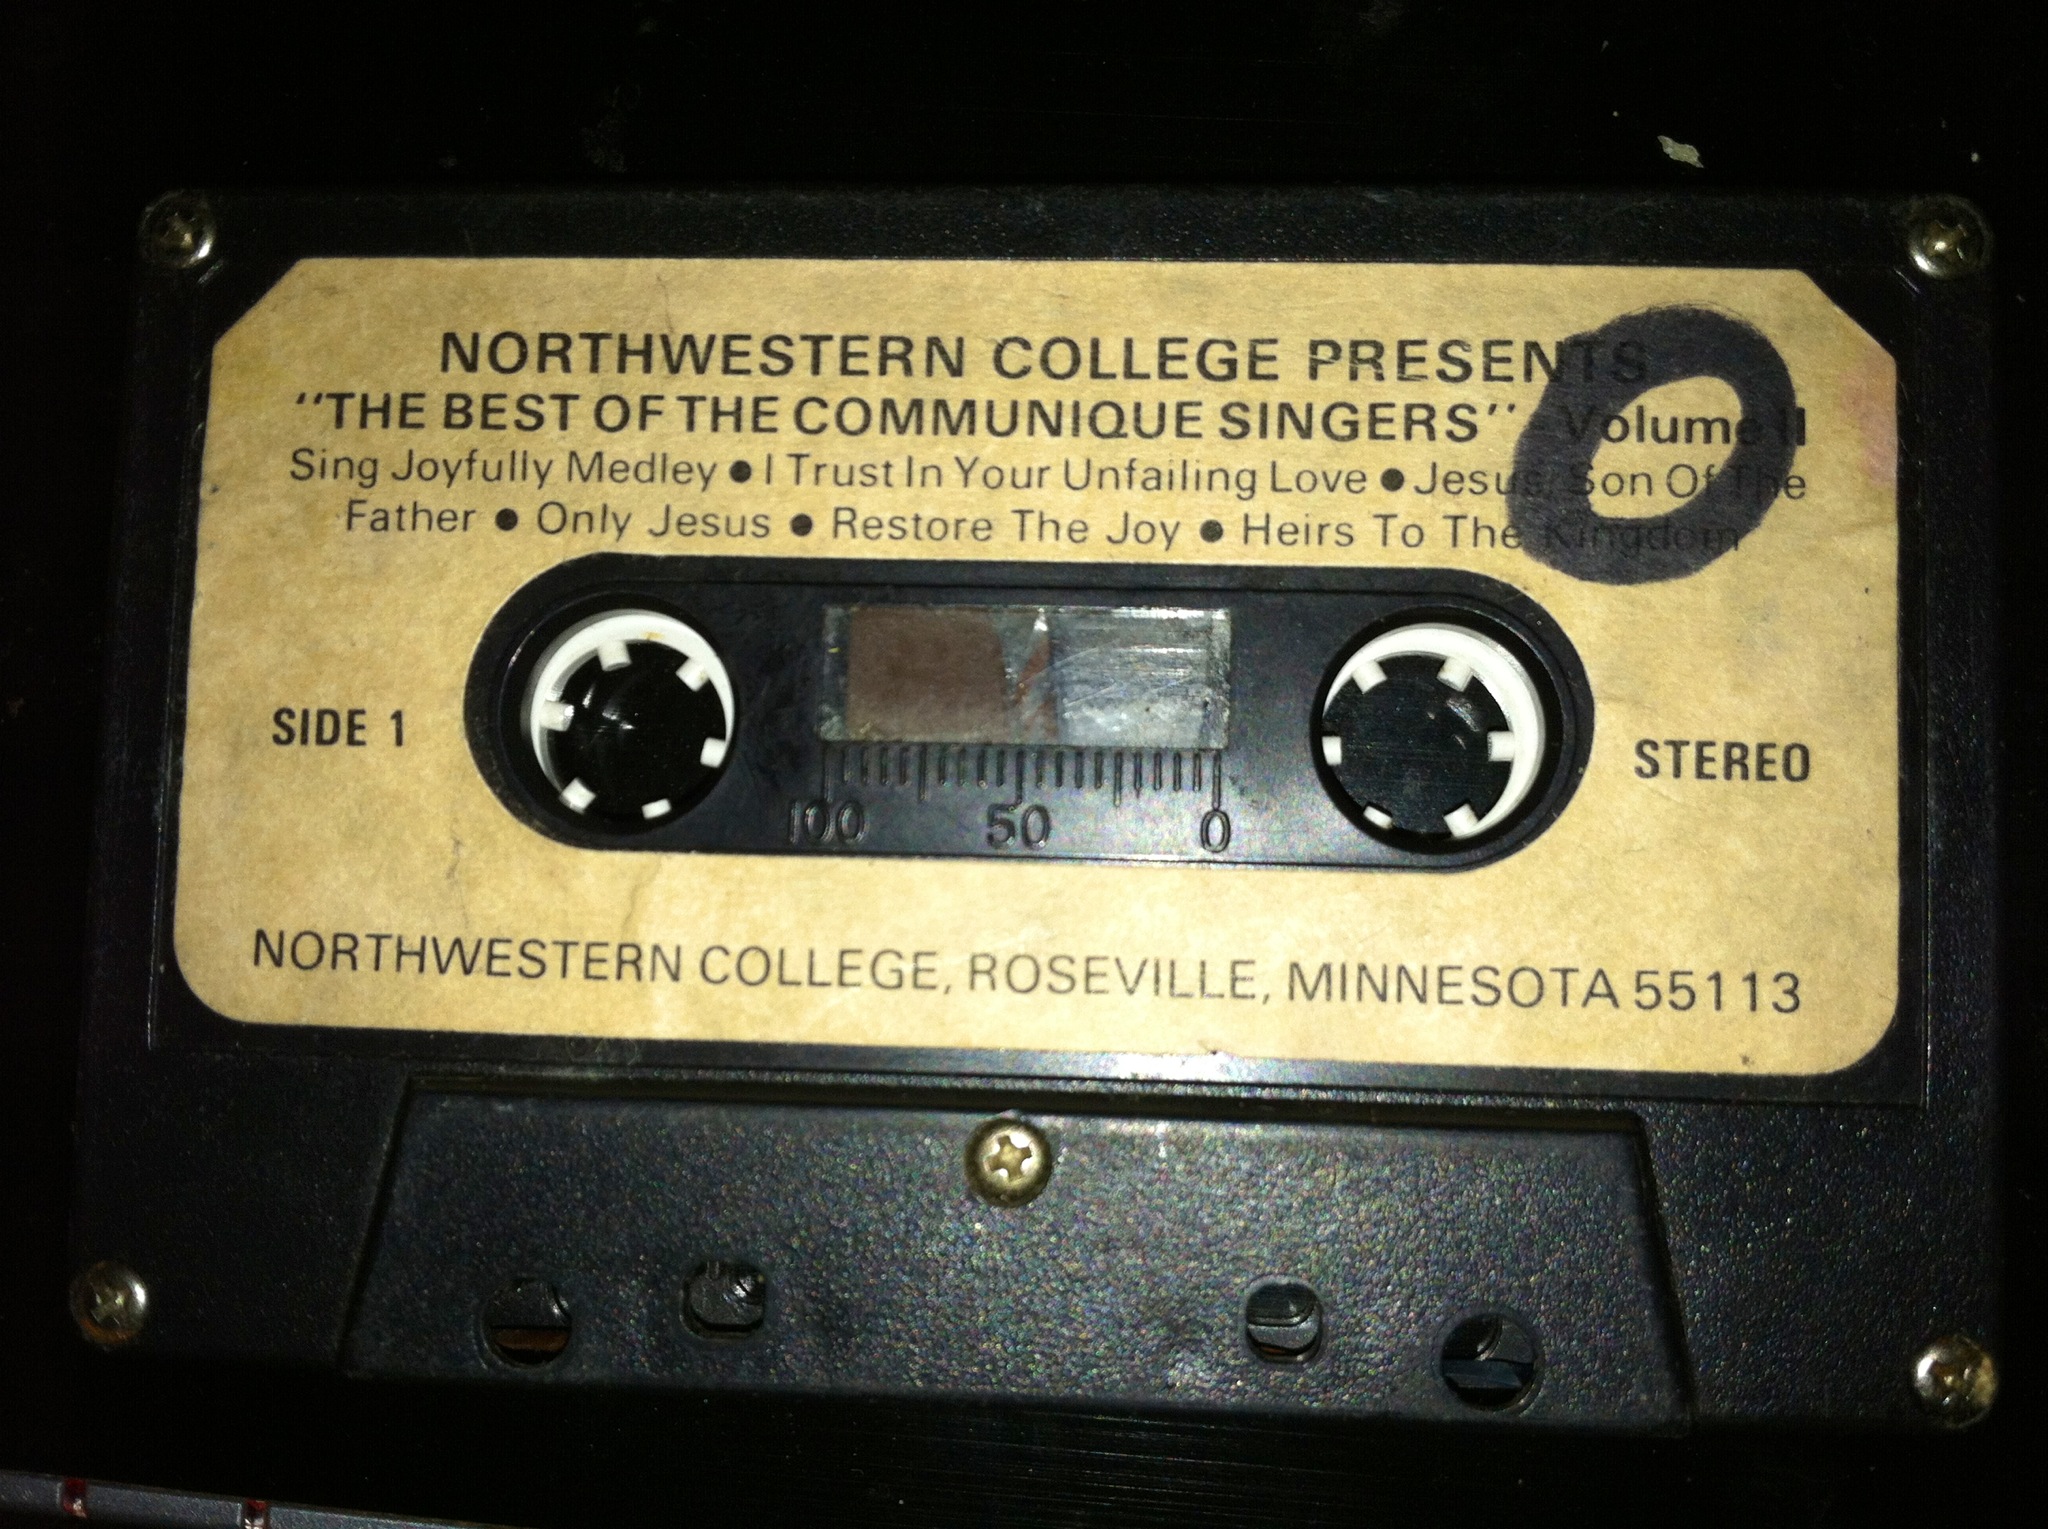 NORTHWESTERN COLLEGE PRESENTS
"THE BEST OF THE COMMUNIQUE SINGERS" - Volume II
Sing Joyfully Medley ● I Trust In Your Unfailing Love ● Jesus, Son Of The
Father ● Only Jesus ● Restore The Joy ● Heirs To The Kingdom
O
SIDE 1
STEREO
100 50 0
NORTHWESTERN COLLEGE, ROSEVILLE, MINNESOTA 55113